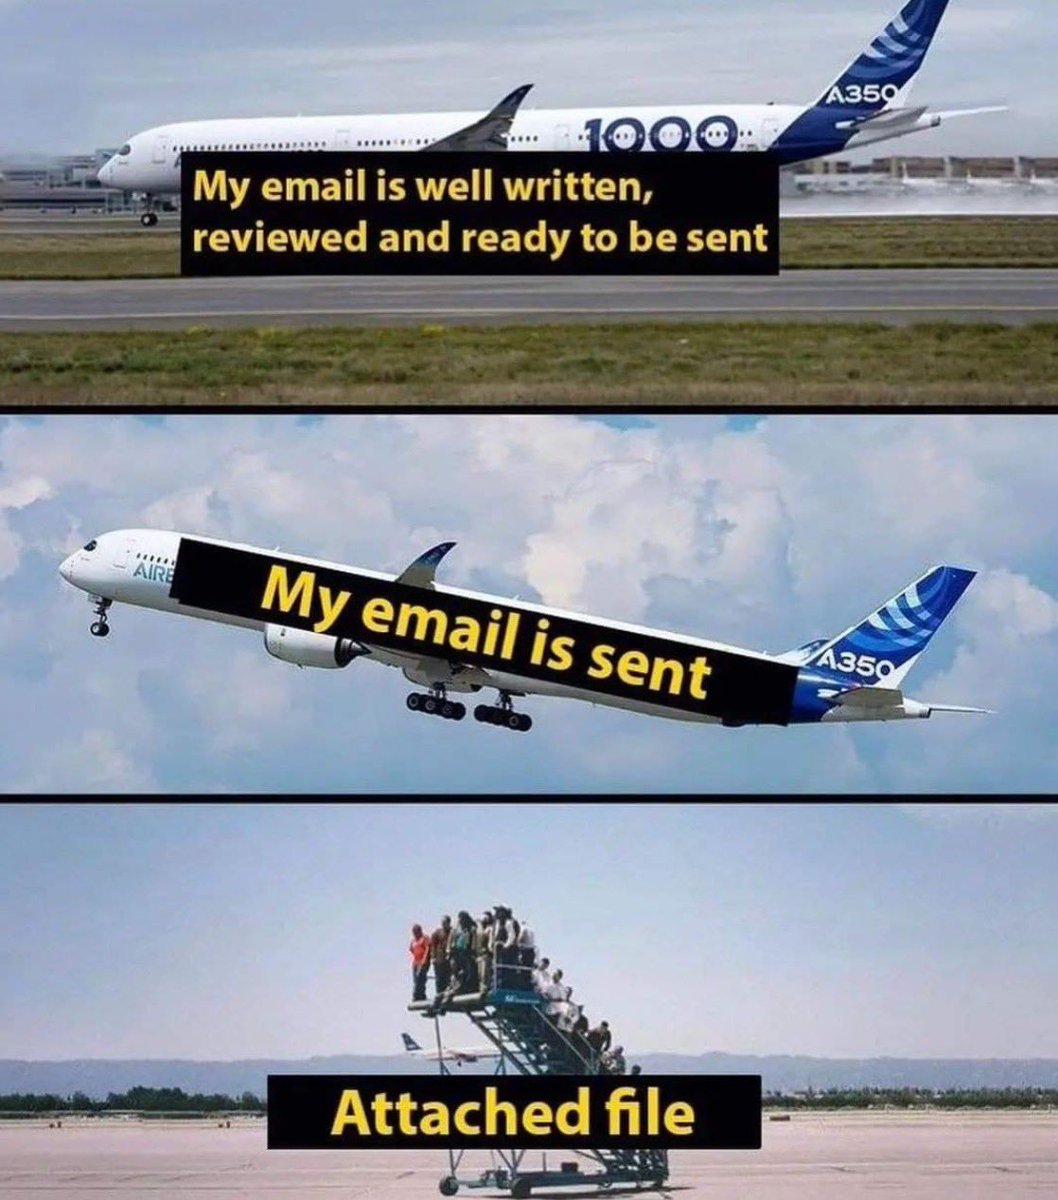 A350
1000
My email is well written,
reviewed and ready to be sent
AIRB
My email is sent
A350
Attached file